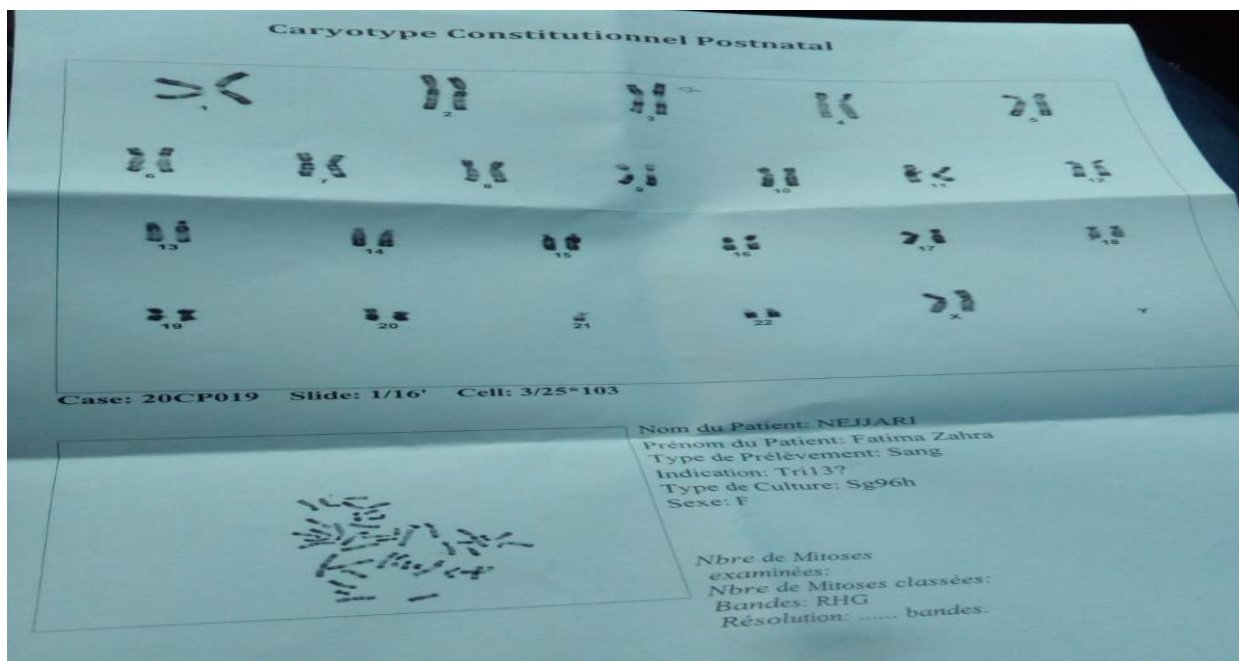 Caryotype Constitutionnel Postnatal
1 2 3 4 5
6 7 8 9 10 11 12
13 14 15 16 17 18
19 20 21 22 X Y
Case: 20CP019 Slide: 1/16' Cell: 3/25*103
Nom du Patient: NEJJARI
Prénom du Patient: Fatima Zahra
Type de Prélèvement: Sang
Indication: Tri13?
Type de Culture: Sg96h
Sexe: F
Nbre de Mitoses
examinées:
Nbre de Mitoses classées:
Bandes: RHG
Résolution: ...... bandes.